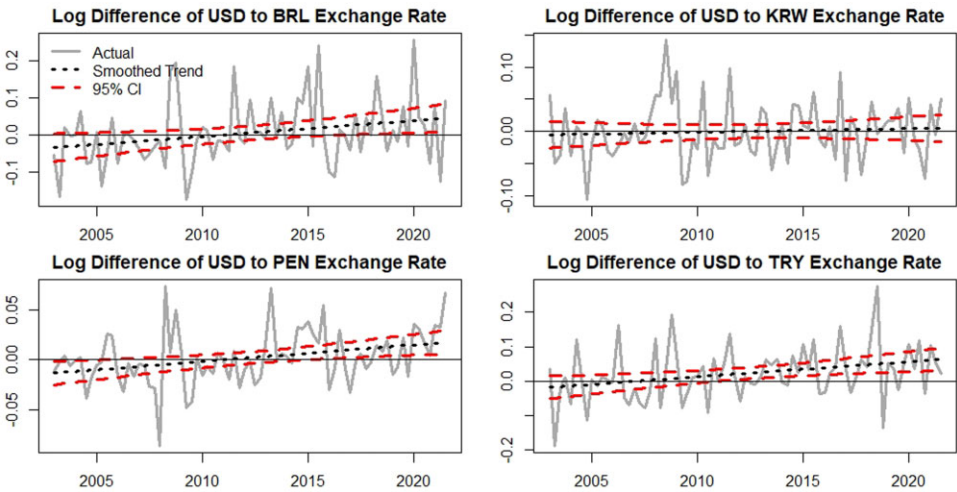 Log Difference of USD to BRL Exchange Rate
Actual
Smoothed Trend
95% CI
0.2
0.1
0.0
-0.1
2005 2010 2015 2020
Log Difference of USD to KRW Exchange Rate
0.10
0.00
-0.10
2005 2010 2015 2020
Log Difference of USD to PEN Exchange Rate
0.05
0.00
-0.05
2005 2010 2015 2020
Log Difference of USD to TRY Exchange Rate
0.2
0.1
0.0
-0.2
2005 2010 2015 2020